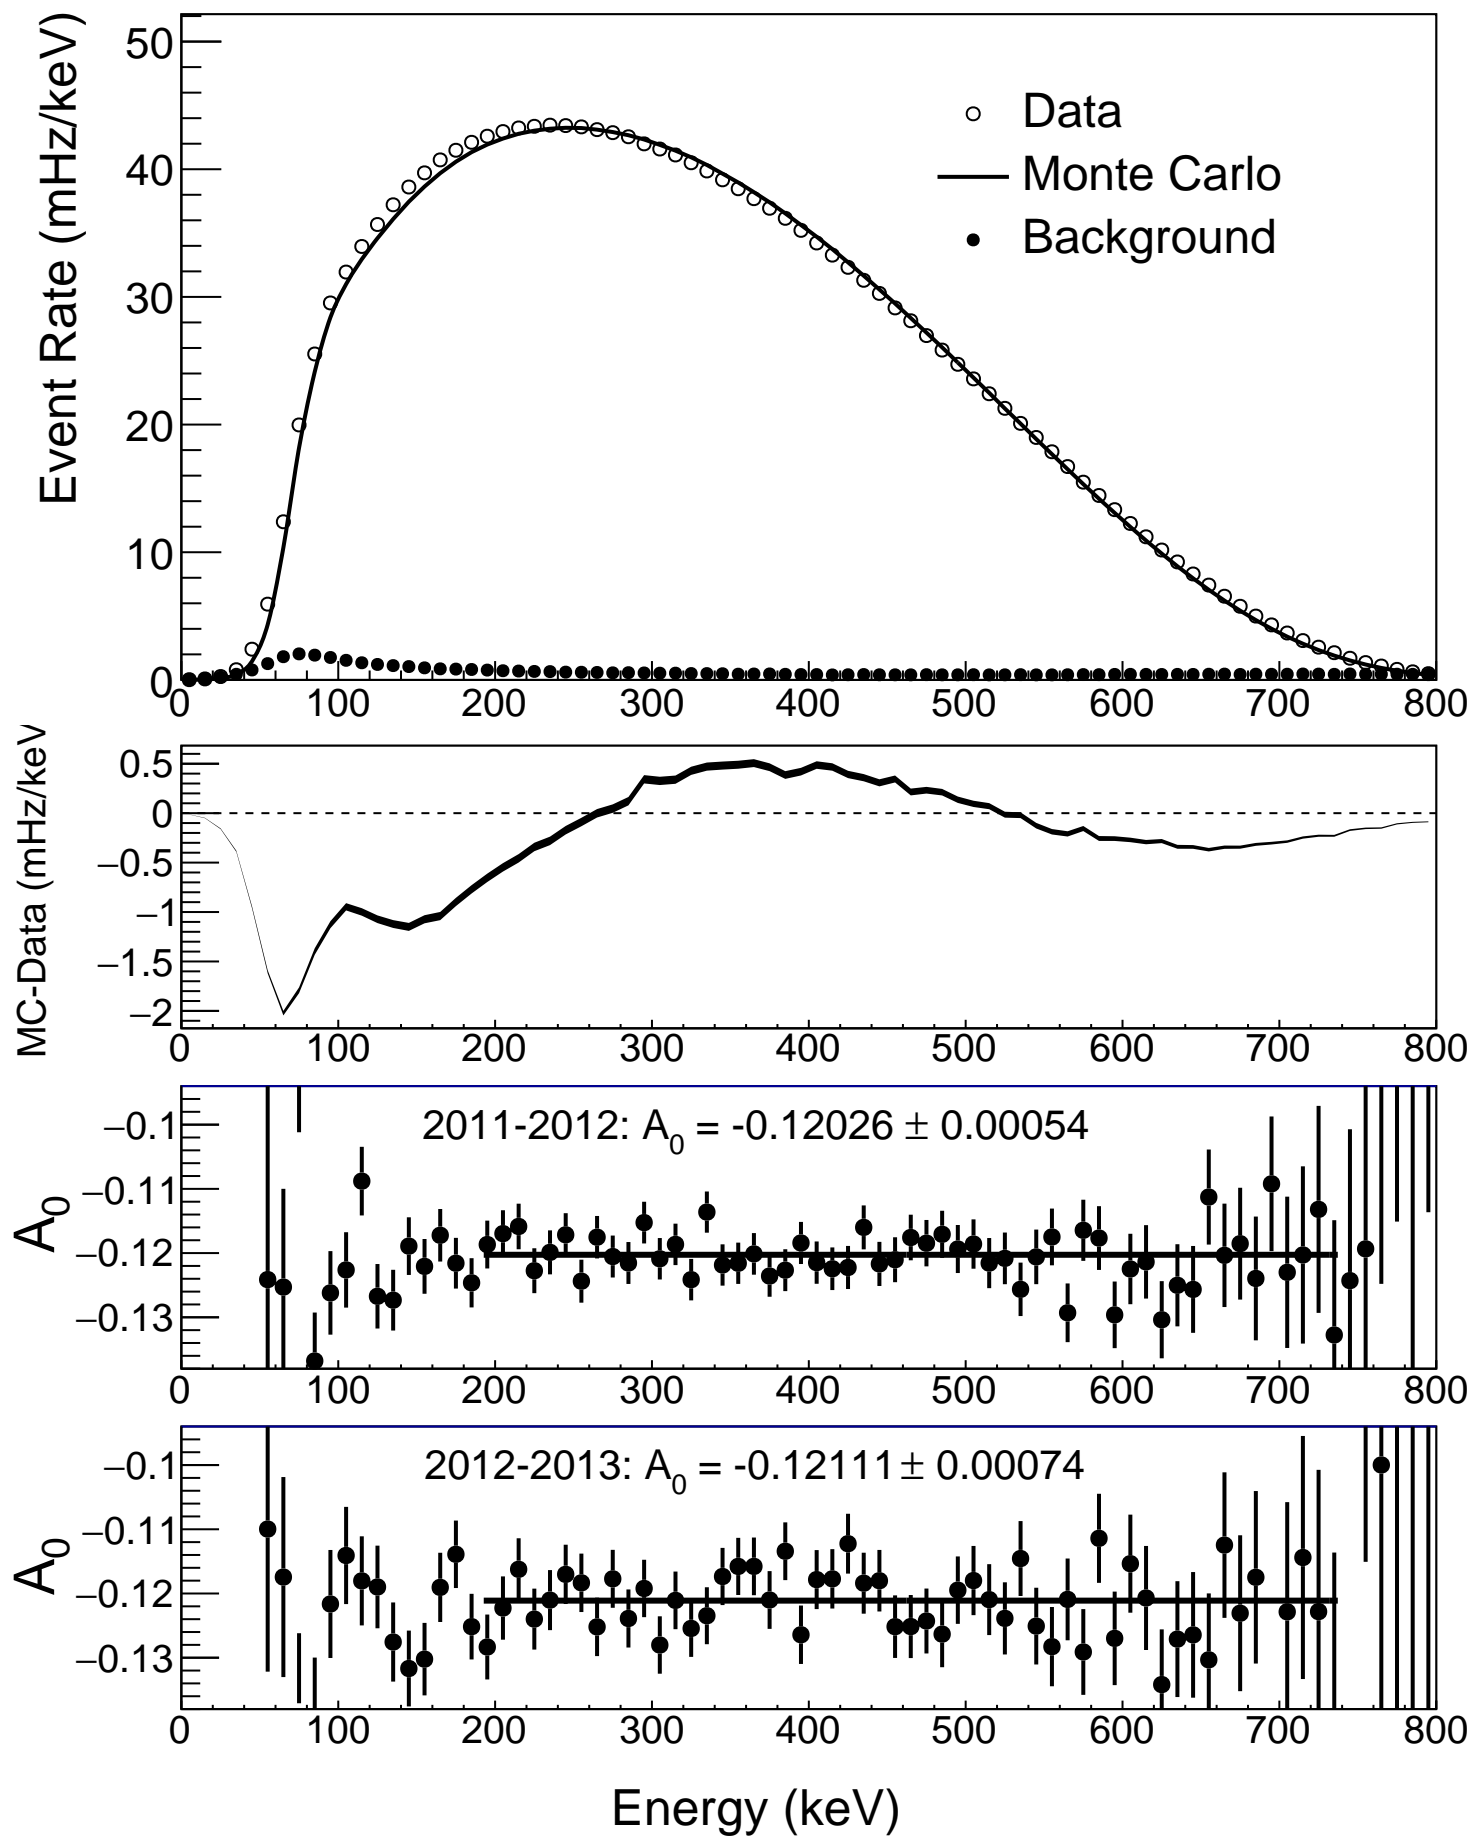 Event Rate (mHz/keV)
50
40
30
20
10
0
Data
Monte Carlo
Background
0 100 200 300 400 500 600 700 800
MC-Data (mHz/keV
0.5
0
−0.5
−1
−1.5
−2
0 100 200 300 400 500 600 700 800
A0
−0.1
−0.11
−0.12
−0.13
2011-2012: A0 = -0.12026 ± 0.00054
0 100 200 300 400 500 600 700 800
A0
−0.1
−0.11
−0.12
−0.13
2012-2013: A0 = -0.12111 ± 0.00074
0 100 200 300 400 500 600 700 800
Energy (keV)